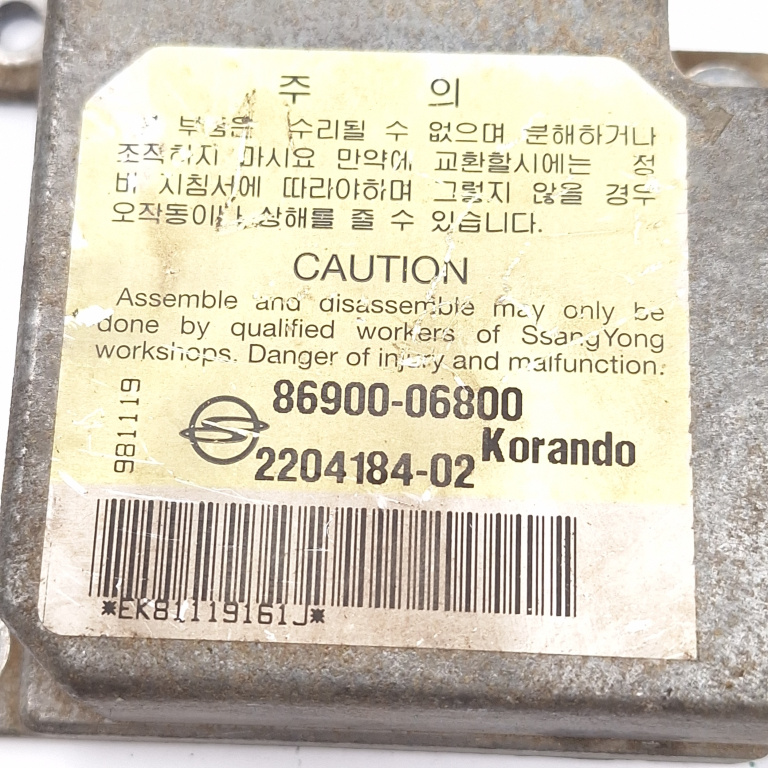 주 의
본 부품은 수리될 수 없으며 분해하거나
조작하지 마시요 만약에 교환할시에는 정
비 지침서에 따라야하며 그렇지 않을 경우
오작동이나 상해를 줄 수 있습니다.
CAUTION
Assemble and disassemble may only be
done by qualified workers of SsangYong
workshops. Danger of injury and malfunction.
981119
86900-06800
Korando
2204184-02
*EK81119161J*